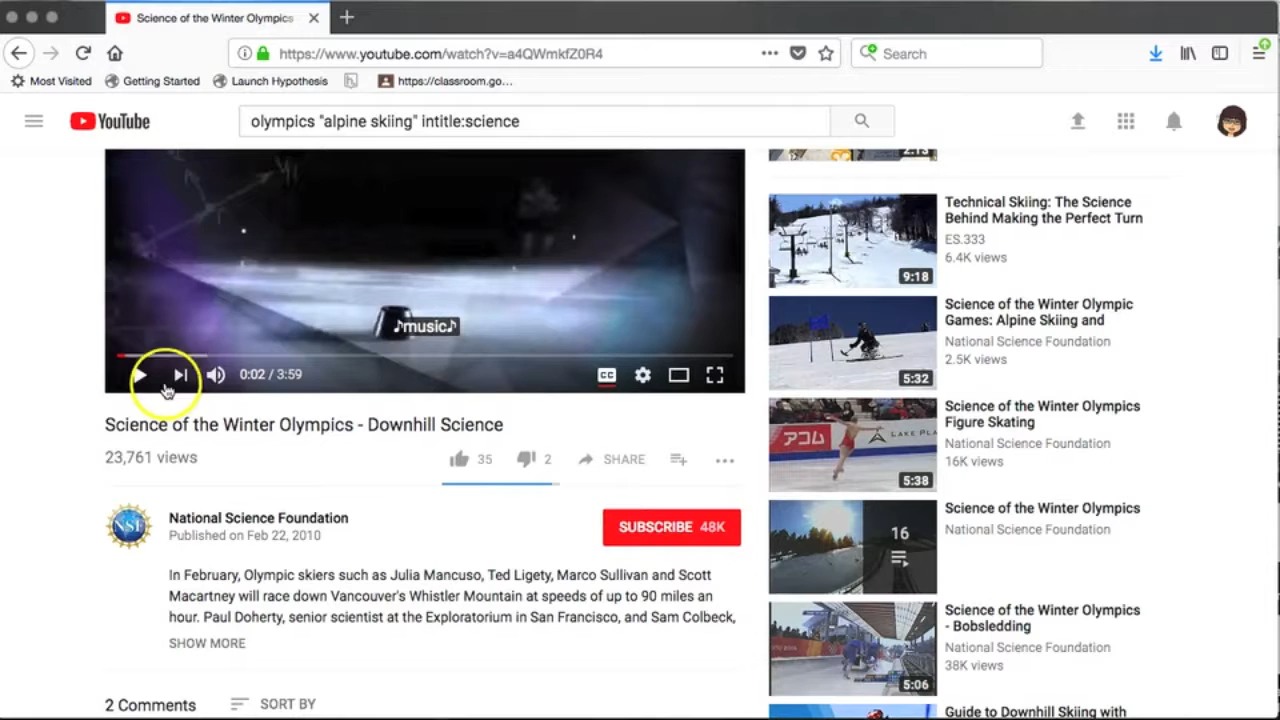 Science of the Winter Olympics
https://www.youtube.com/watch?v=a4QWmkfZ0R4
Search
Most Visited
Getting Started
Launch Hypothesis
https://classroom.go...
YouTube
olympics "alpine skiing" intitle:science
♪music♪
0:02 / 3:59
CC
Science of the Winter Olympics - Downhill Science
23,761 views
35
2
SHARE
NSF
National Science Foundation
Published on Feb 22, 2010
SUBSCRIBE 48K
In February, Olympic skiers such as Julia Mancuso, Ted Ligety, Marco Sullivan and Scott
Macartney will race down Vancouver's Whistler Mountain at speeds of up to 90 miles an
hour. Paul Doherty, senior scientist at the Exploratorium in San Francisco, and Sam Colbeck,
SHOW MORE
2 Comments
SORT BY
2:13
Technical Skiing: The Science
Behind Making the Perfect Turn
ES.333
6.4K views
9:18
Science of the Winter Olympic
Games: Alpine Skiing and
National Science Foundation
2.5K views
5:32
Science of the Winter Olympics
Figure Skating
National Science Foundation
16K views
アコム
LAKE PLA
5:38
Science of the Winter Olympics
National Science Foundation
16
Science of the Winter Olympics
- Bobsledding
National Science Foundation
38K views
5:06
Guide to Downhill Skiing with